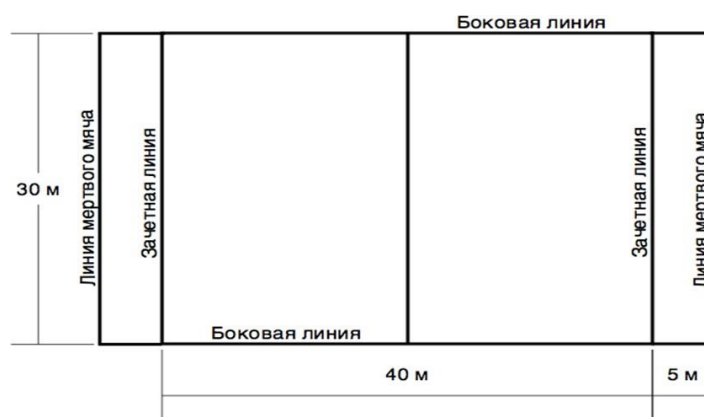 Боковая линия
Линия мертвого мяча
Зачетная линия
30 м
Зачетная линия
Линия мертвого мяча
Боковая линия
40 м
5 м